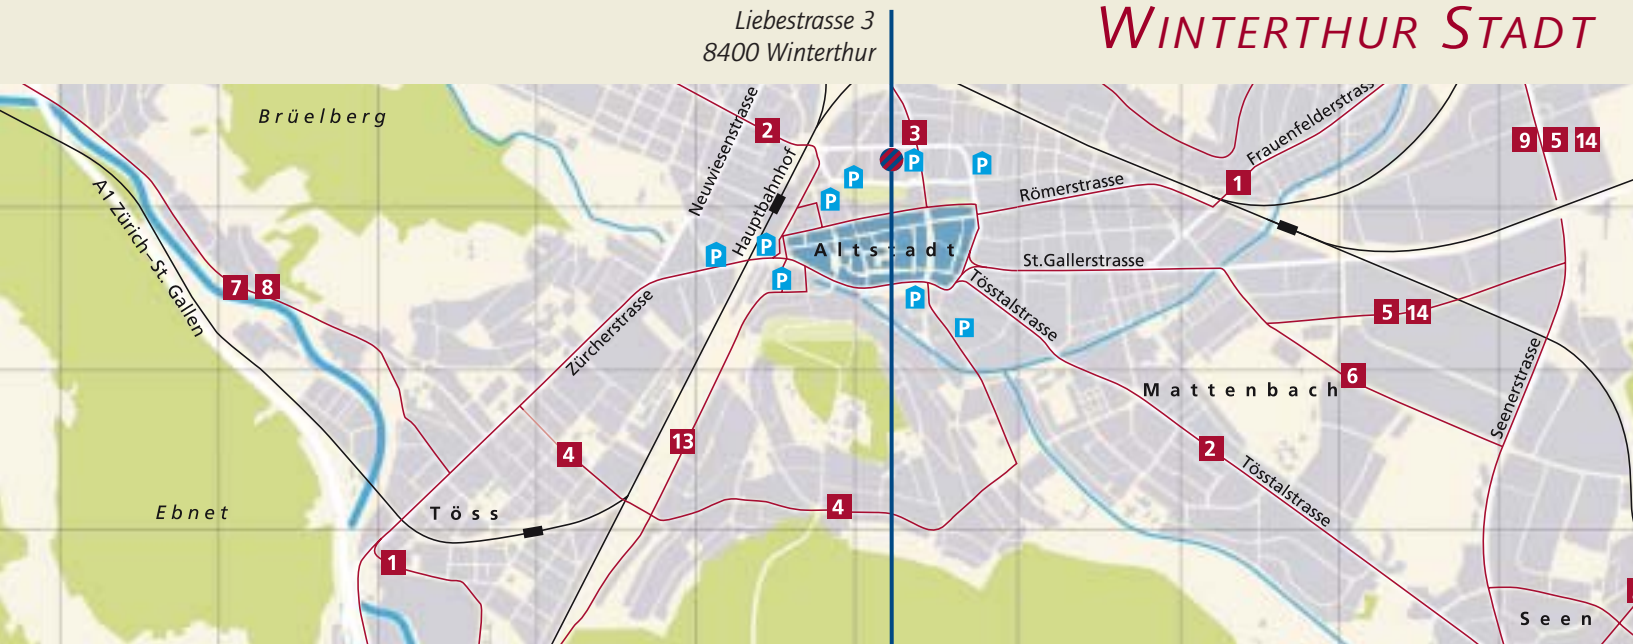 Liebestrasse 3
8400 Winterthur
WINTERTHUR STADT
Brüelberg
Neuwiesenstrasse
2
3
P
P
P
P
Hauptbahnhof
Frauenfelderstrass
9 5 14
1
Römerstrasse
A1 Zürich–St. Gallen
P
P
P
Altstadt
St.Gallerstrasse
7 8
P
P
Tösstalstrasse
5 14
Zürcherstrasse
6
Mattenbach
Seenerstrasse
4
13
2
Tösstalstrasse
Ebnet
Töss
4
1
Seen